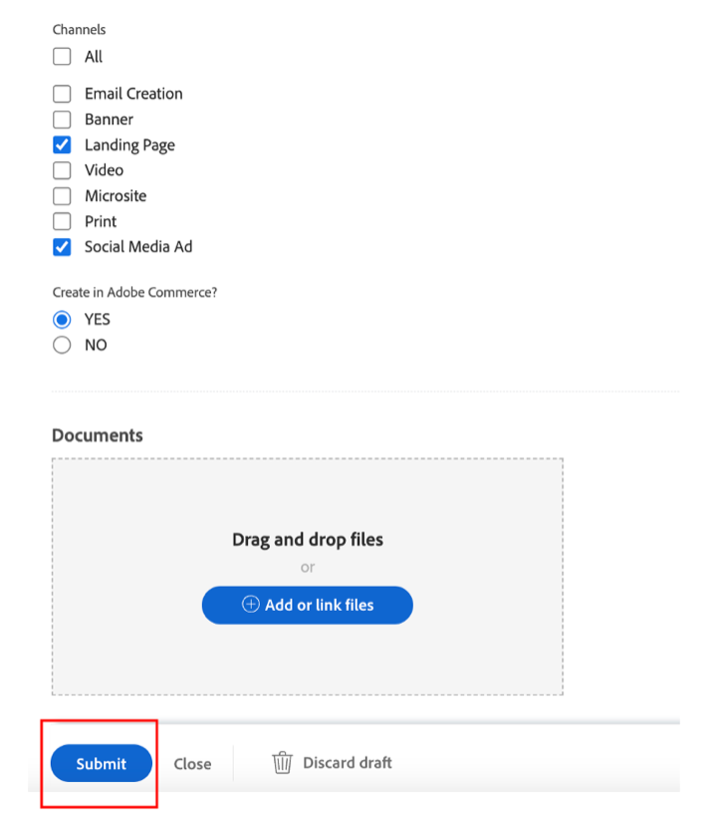 Channels
All
Email Creation
Banner
Landing Page
Video
Microsite
Print
Social Media Ad
Create in Adobe Commerce?
YES
NO
Documents
Drag and drop files
or
Add or link files
Submit Close Discard draft